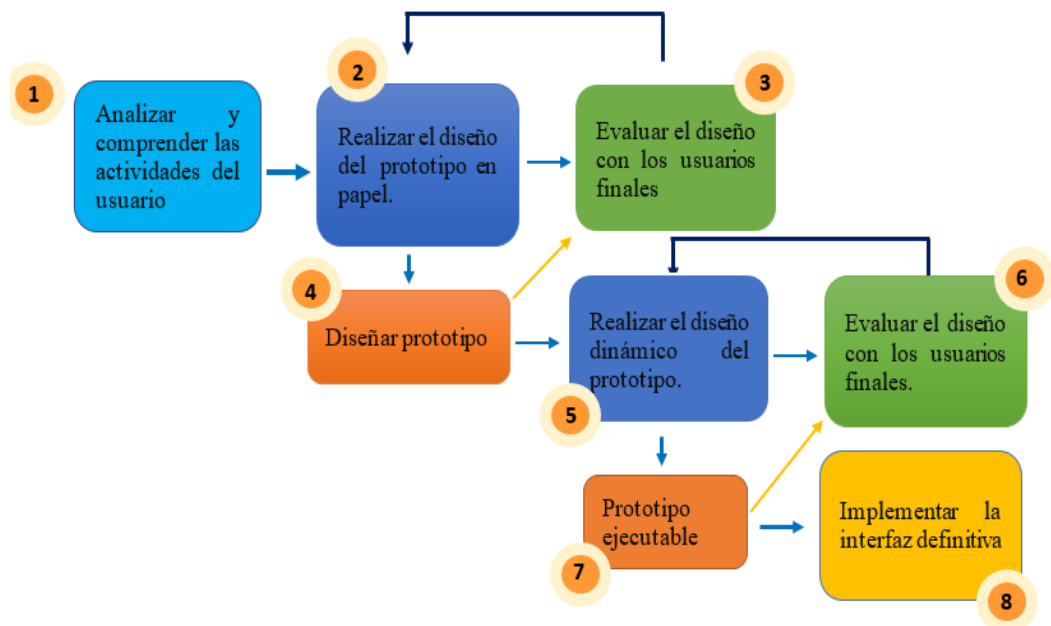 1
Analizar y
comprender las
actividades del
usuario
2
Realizar el diseño
del prototipo en
papel.
3
Evaluar el diseño
con los usuarios
finales
4
Diseñar prototipo
5
Realizar el diseño
dinámico del
prototipo.
6
Evaluar el diseño
con los usuarios
finales.
7
Prototipo
ejecutable
8
Implementar la
interfaz definitiva